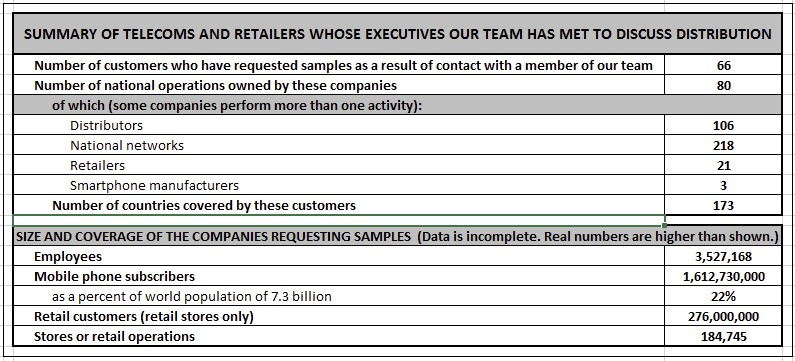 SUMMARY OF TELECOMS AND RETAILERS WHOSE EXECUTIVES OUR TEAM HAS MET TO DISCUSS DISTRIBUTION
Number of customers who have requested samples as a result of contact with a member of our team 66
Number of national operations owned by these companies 80
of which (some companies perform more than one activity):
Distributors 106
National networks 218
Retailers 21
Smartphone manufacturers 3
Number of countries covered by these customers 173
SIZE AND COVERAGE OF THE COMPANIES REQUESTING SAMPLES (Data is incomplete. Real numbers are higher than shown.)
Employees 3,527,168
Mobile phone subscribers 1,612,730,000
as a percent of world population of 7.3 billion 22%
Retail customers (retail stores only) 276,000,000
Stores or retail operations 184,745